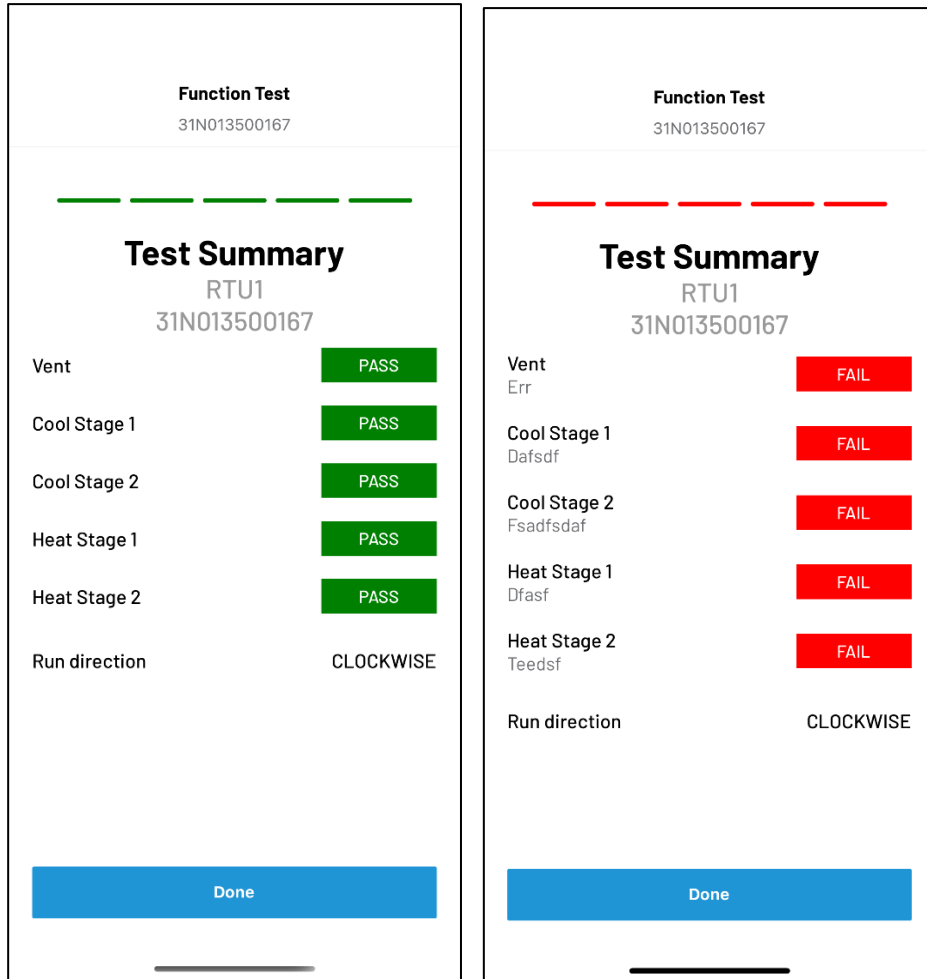 Function Test
31N013500167
Test Summary
RTU1
31N013500167
Vent PASS
Cool Stage 1 PASS
Cool Stage 2 PASS
Heat Stage 1 PASS
Heat Stage 2 PASS
Run direction CLOCKWISE
Done
Function Test
31N013500167
Test Summary
RTU1
31N013500167
Vent FAIL
Err
Cool Stage 1 FAIL
Dafsdf
Cool Stage 2 FAIL
Fsadfsdaf
Heat Stage 1 FAIL
Dfasf
Heat Stage 2 FAIL
Teedsf
Run direction CLOCKWISE
Done